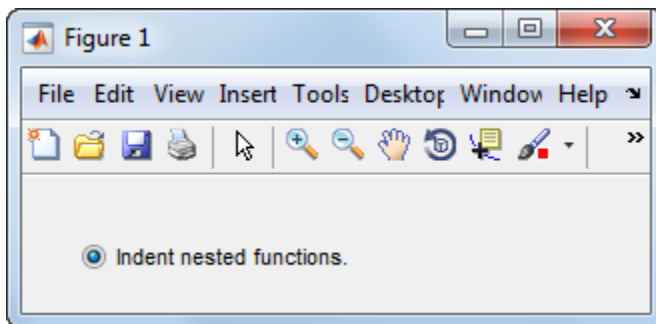 Figure 1
File Edit View Insert Tools Desktop Window Help
Indent nested functions.